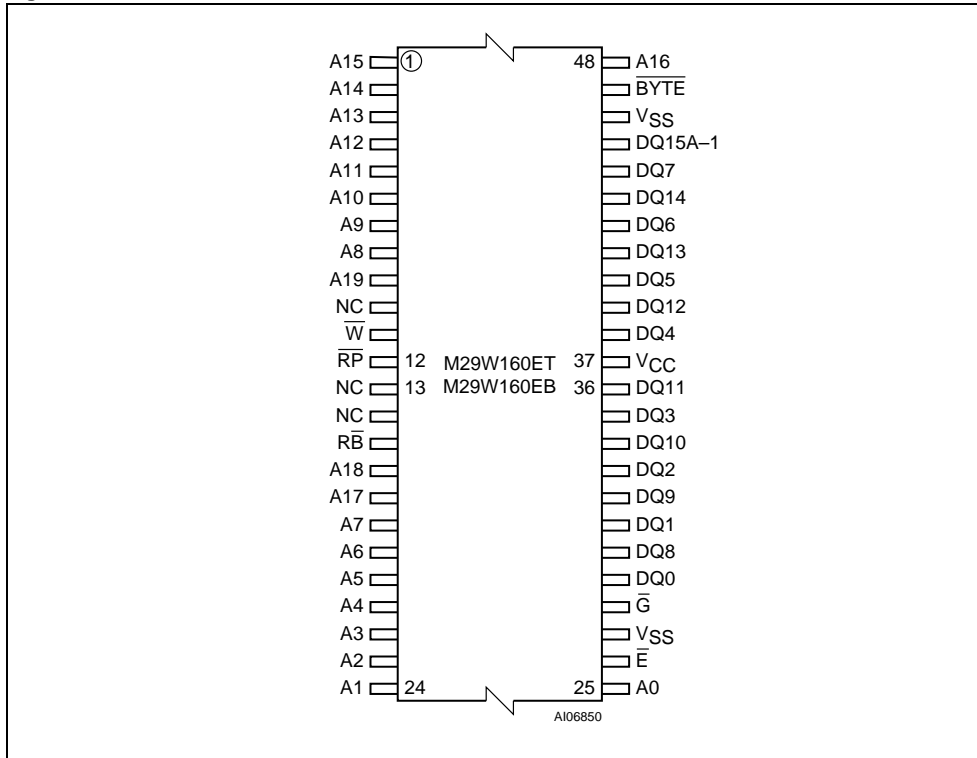 A15 1 48 A16
A14 B̅Y̅T̅E̅
A13 VSS
A12 DQ15A–1
A11 DQ7
A10 DQ14
A9 DQ6
A8 DQ13
A19 DQ5
NC DQ12
W̅ DQ4
R̅P̅ 12 M29W160ET 37 VCC
NC 13 M29W160EB 36 DQ11
NC DQ3
RB̅ DQ10
A18 DQ2
A17 DQ9
A7 DQ1
A6 DQ8
A5 DQ0
A4 G̅
A3 VSS
A2 E̅
A1 24 25 A0
AI06850